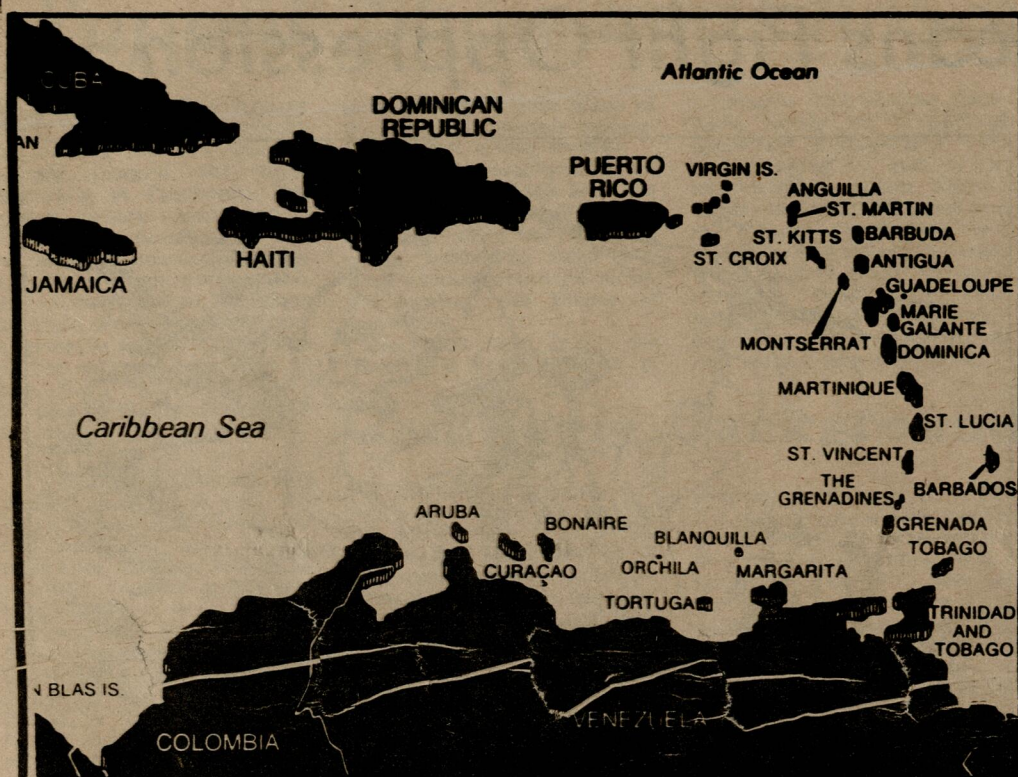 Atlantic Ocean
CUBA
DOMINICAN
REPUBLIC
AN
PUERTO
RICO
VIRGIN IS.
ANGUILLA
ST. MARTIN
ST. KITTS
BARBUDA
HAITI
ST. CROIX
ANTIGUA
JAMAICA
GUADELOUPE
MARIE
GALANTE
MONTSERRAT
DOMINICA
MARTINIQUE
Caribbean Sea
ST. LUCIA
ST. VINCENT
THE
GRENADINES
BARBADOS
ARUBA
BONAIRE
GRENADA
BLANQUILLA
TOBAGO
CURAÇAO
ORCHILA
MARGARITA
TORTUGA
TRINIDAD
AND
TOBAGO
N BLAS IS.
VENEZUELA
COLOMBIA